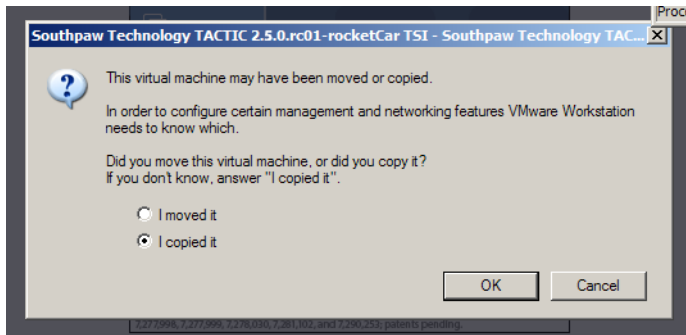 Proc
Southpaw Technology TACTIC 2.5.0.rc01-rocketCar TSI - Southpaw Technology TAC...
This virtual machine may have been moved or copied.
In order to configure certain management and networking features VMware Workstation
needs to know which.
Did you move this virtual machine, or did you copy it?
If you don't know, answer "I copied it".
I moved it
I copied it
OK Cancel
7,277,998, 7,277,999, 7,278,030, 7,281,102, and 7,290,253; patents pending.